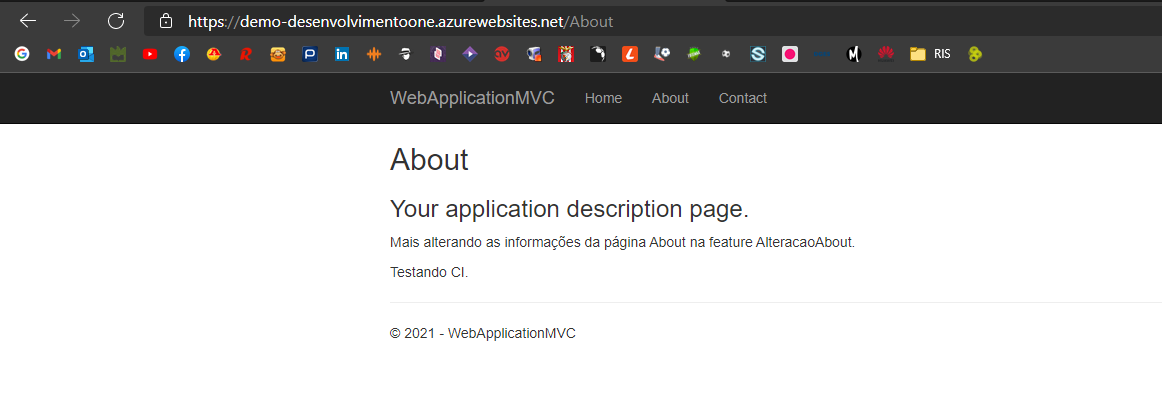 https://demo-desenvolvimentoone.azurewebsites.net/About
RIS
WebApplicationMVC Home About Contact
About
Your application description page.
Mais alterando as informações da página About na feature AlteracaoAbout.
Testando CI.
© 2021 - WebApplicationMVC